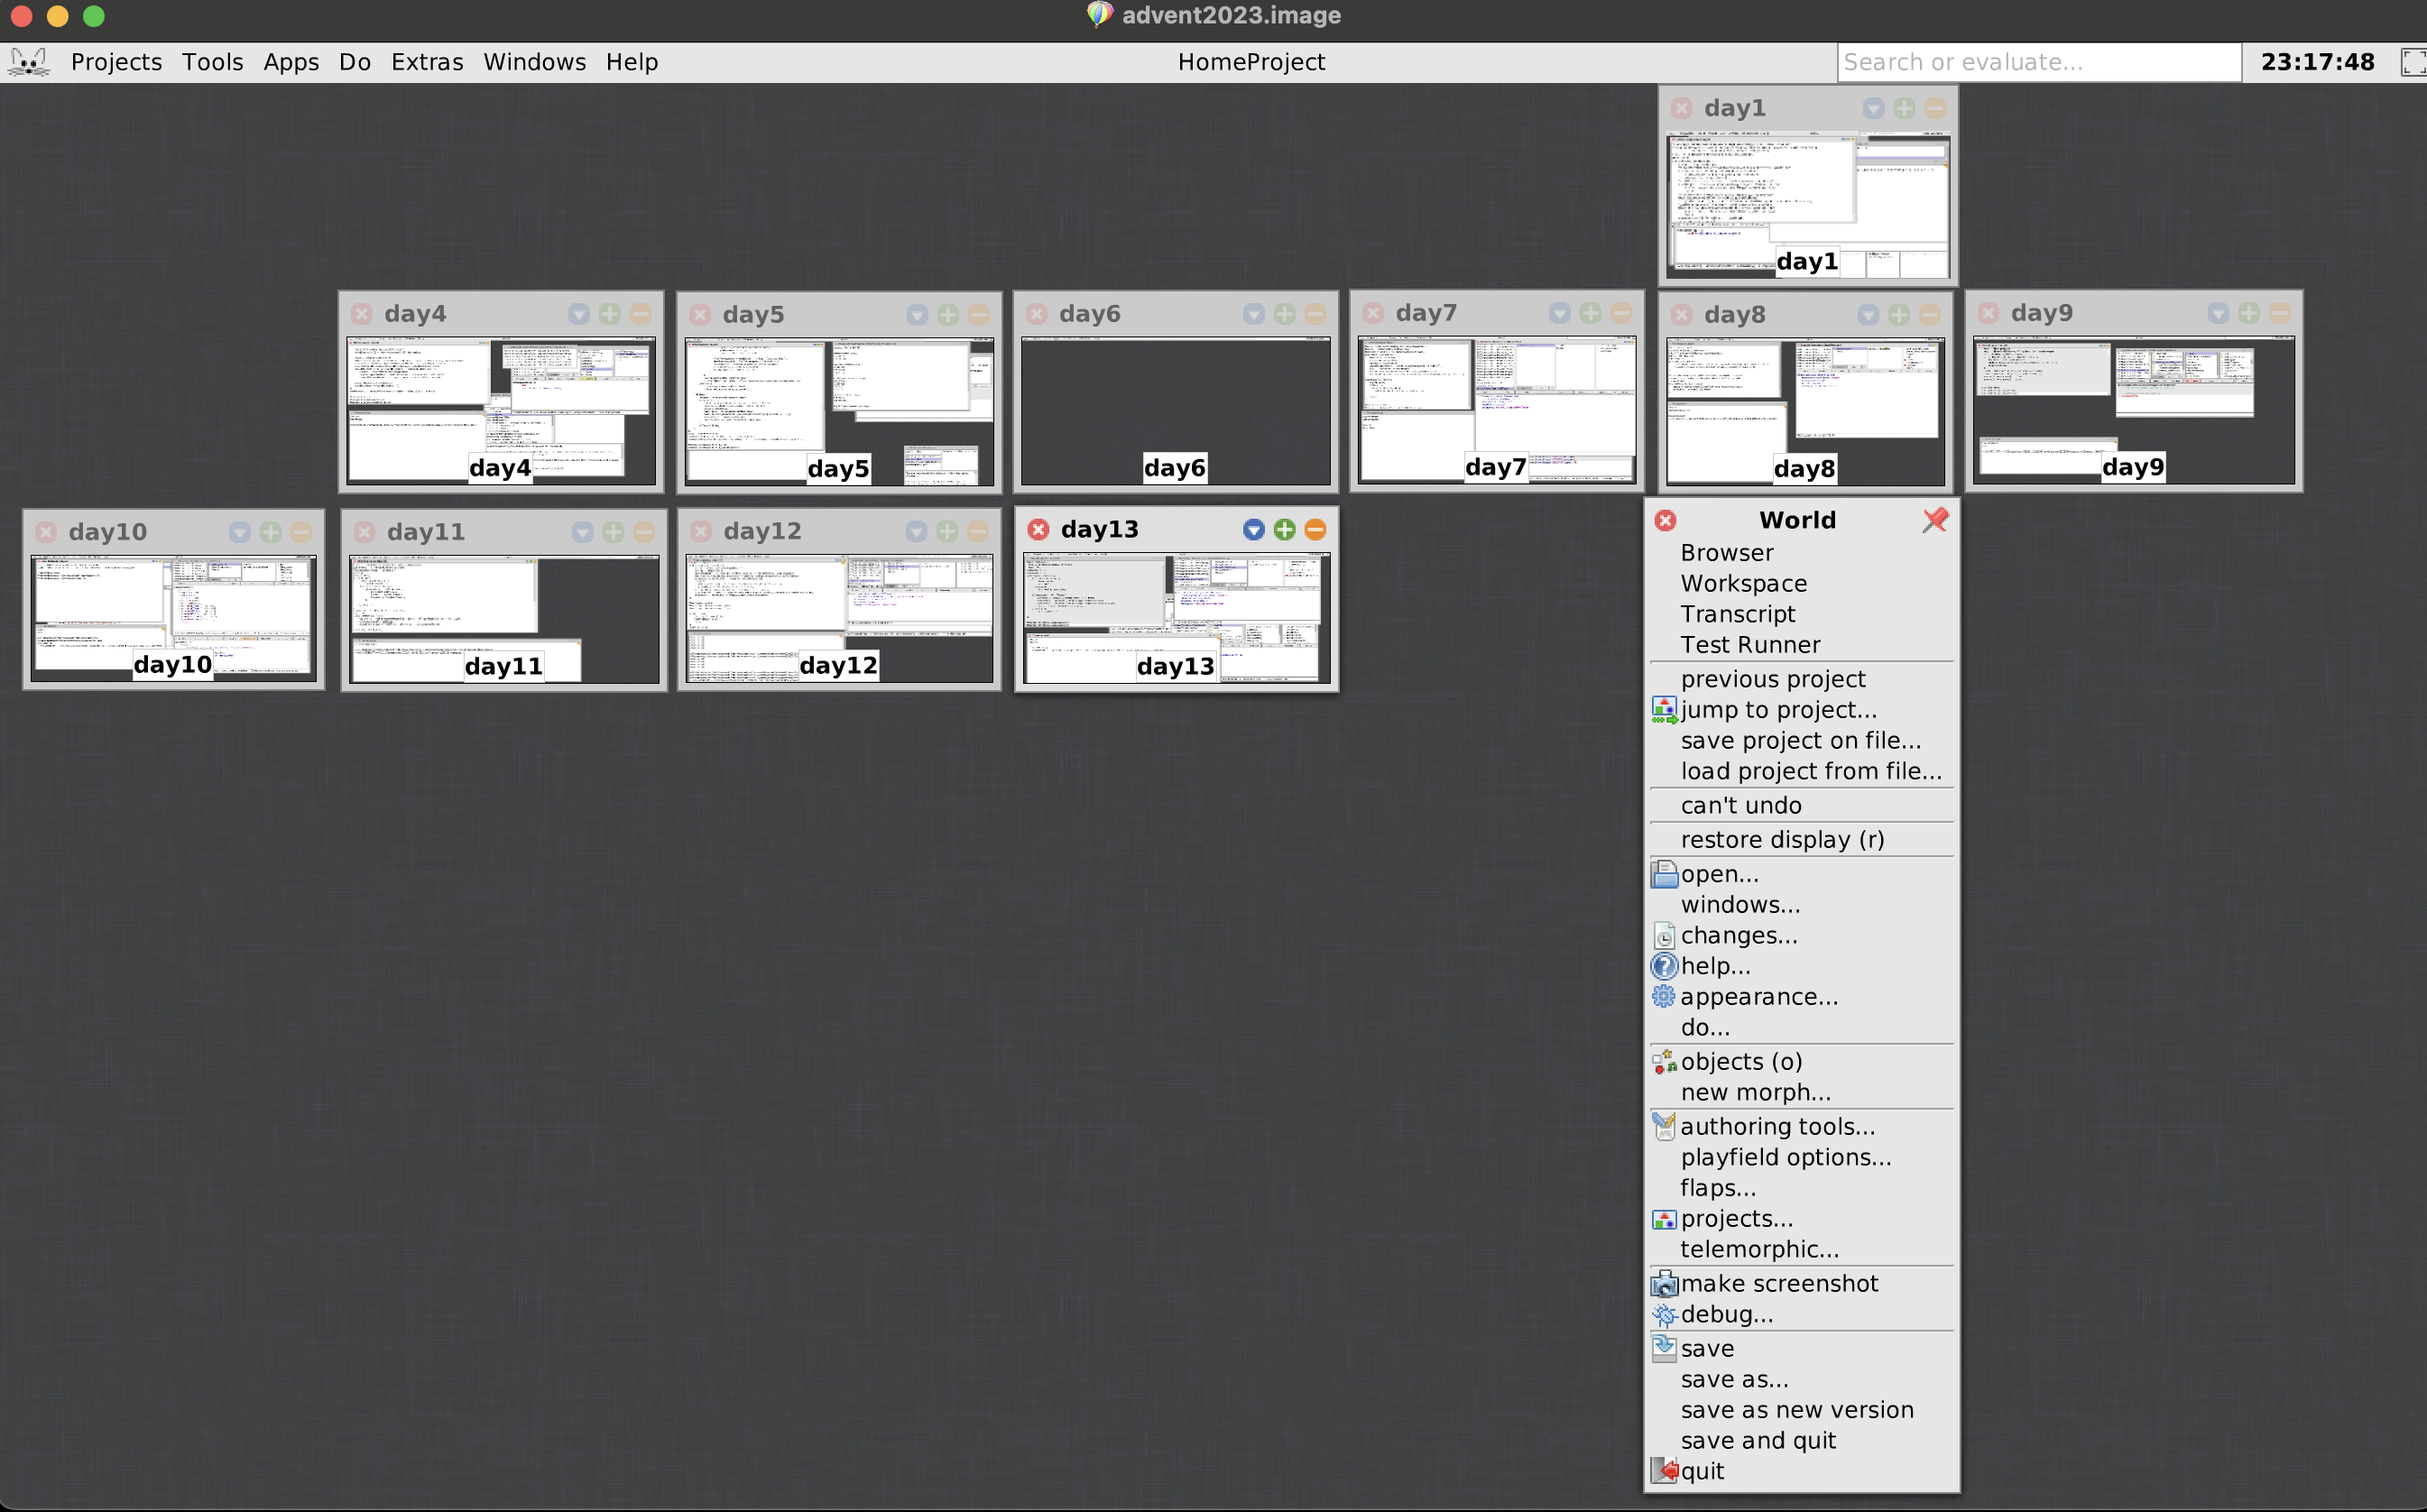 advent2023.image
Projects Tools Apps Do Extras Windows Help HomeProject Search or evaluate... 23:17:48
day1
day1
day4 day5 day6 day7 day8 day9
day4 day5 day6 day7 day8 day9
day10 day11 day12 day13
day10 day11 day12 day13
World
Browser
Workspace
Transcript
Test Runner
previous project
jump to project...
save project on file...
load project from file...
can't undo
restore display (r)
open...
windows...
changes...
help...
appearance...
do...
objects (o)
new morph...
authoring tools...
playfield options...
flaps...
projects...
telemorphic...
make screenshot
debug...
save
save as...
save as new version
save and quit
quit